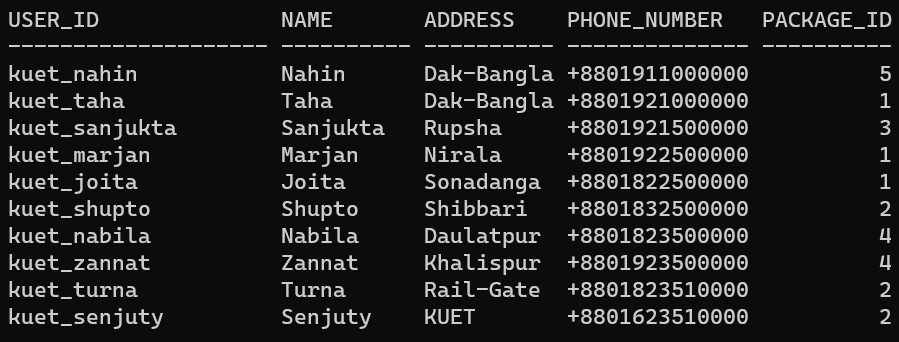 USER_ID NAME ADDRESS PHONE_NUMBER PACKAGE_ID
-------------------- ---------- ---------- -------------- ----------
kuet_nahin Nahin Dak-Bangla +8801911000000 5
kuet_taha Taha Dak-Bangla +8801921000000 1
kuet_sanjukta Sanjukta Rupsha +8801921500000 3
kuet_marjan Marjan Nirala +8801922500000 1
kuet_joita Joita Sonadanga +8801822500000 1
kuet_shupto Shupto Shibbari +8801832500000 2
kuet_nabila Nabila Daulatpur +8801823500000 4
kuet_zannat Zannat Khalispur +8801923500000 4
kuet_turna Turna Rail-Gate +8801823510000 2
kuet_senjuty Senjuty KUET +8801623510000 2